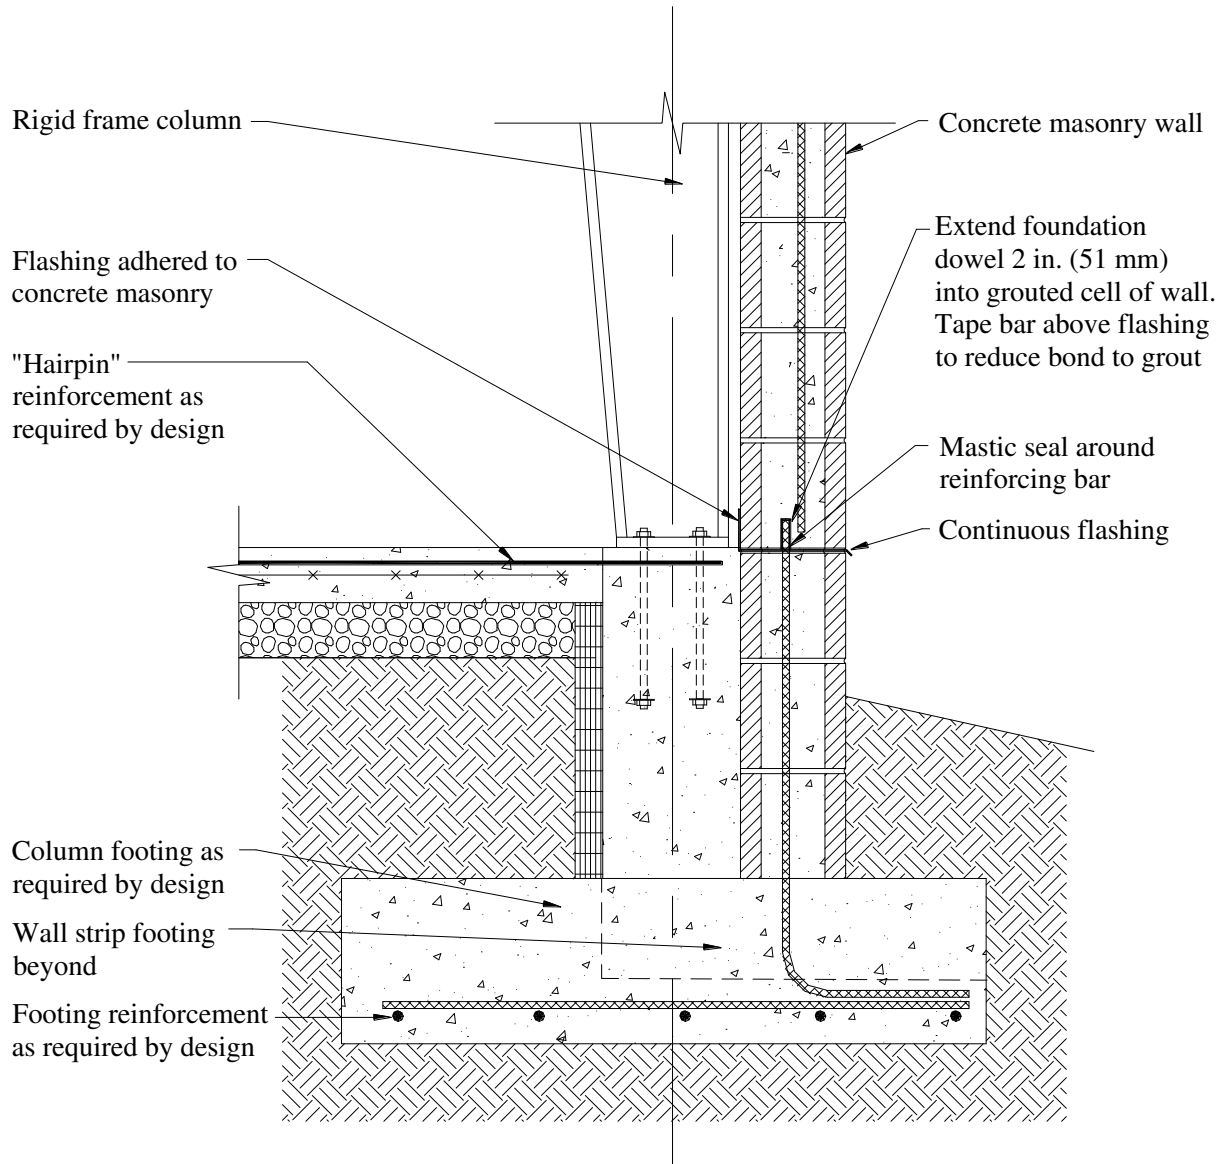 Rigid frame column
Flashing adhered to
concrete masonry
"Hairpin"
reinforcement as
required by design
Column footing as
required by design
Wall strip footing
beyond
Footing reinforcement
as required by design
Concrete masonry wall
Extend foundation
dowel 2 in. (51 mm)
into grouted cell of wall.
Tape bar above flashing
to reduce bond to grout
Mastic seal around
reinforcing bar
Continuous flashing